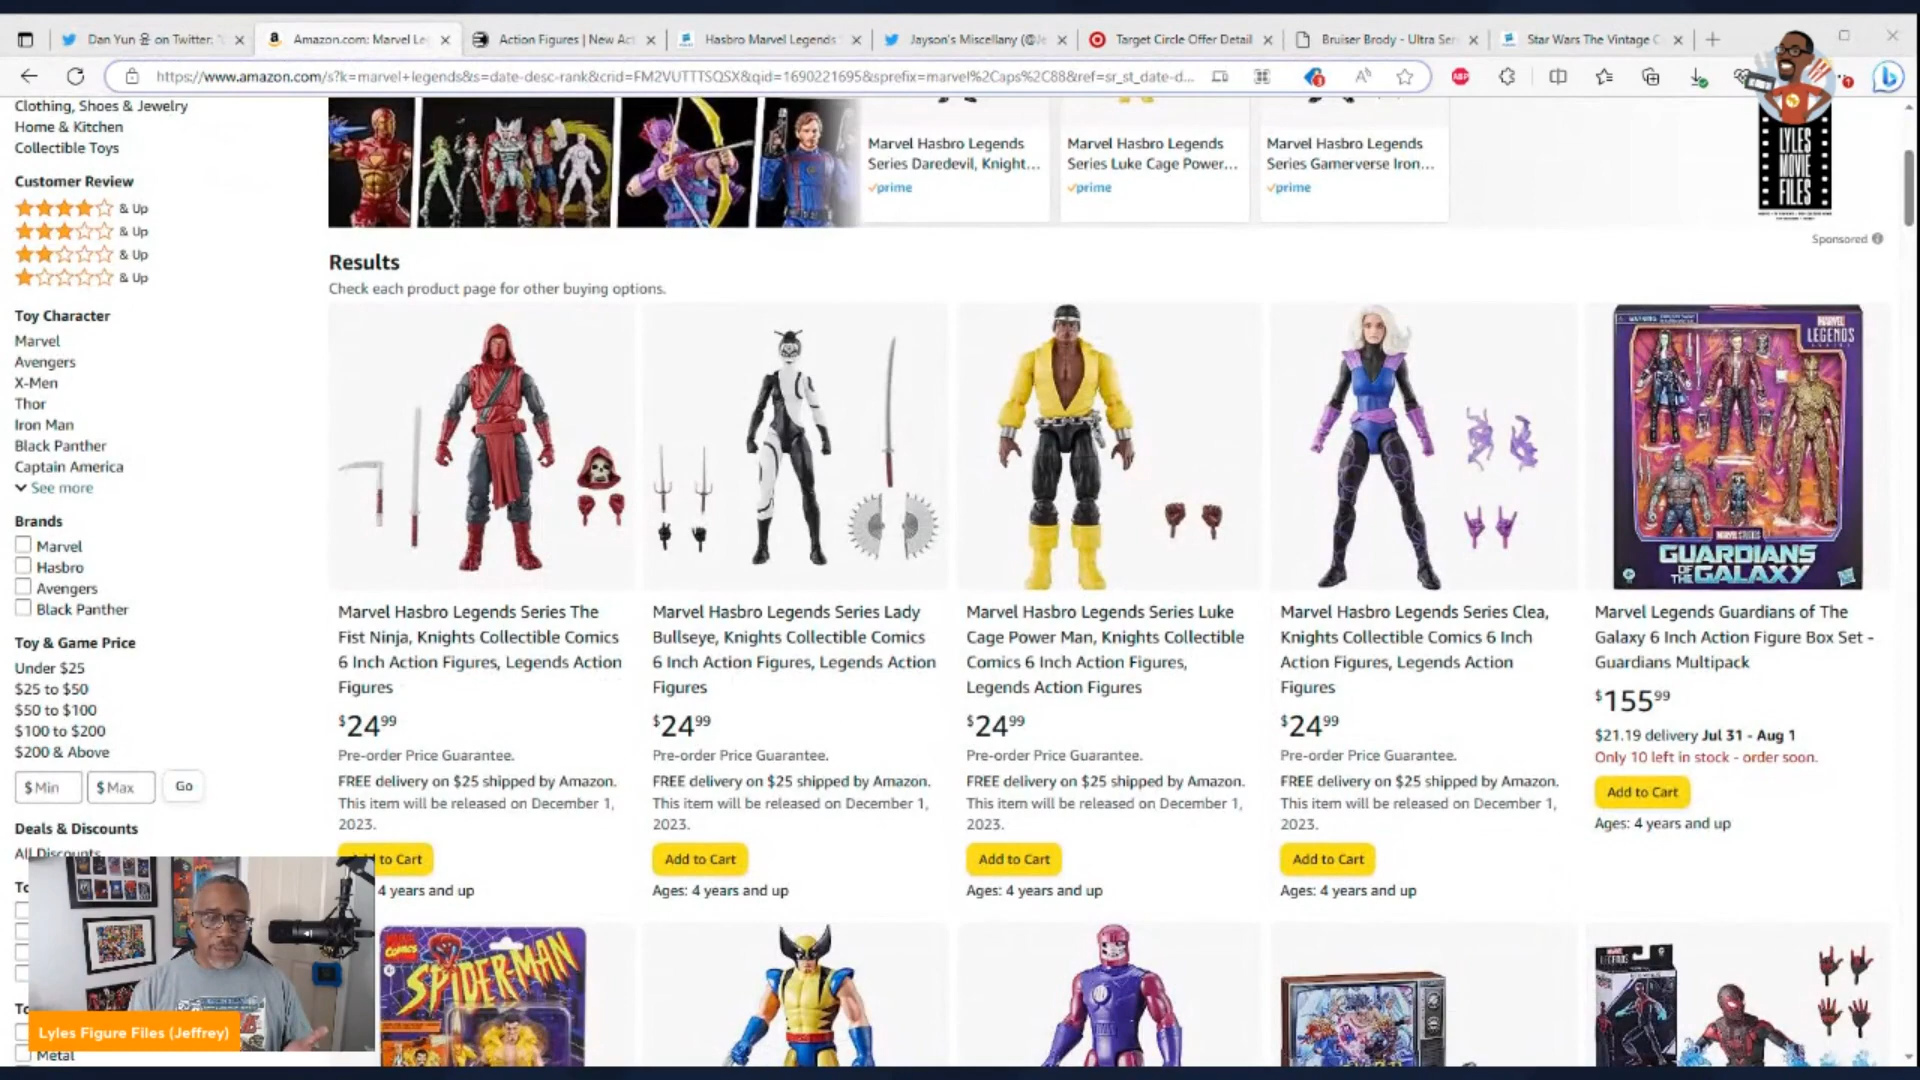 Dan Yun 웃 on Twitter:
Amazon.com: Marvel Le
Action Figures | New Ac
Hasbro Marvel Legends
Jayson's Miscellany (@
Target Circle Offer Detail
Bruiser Brody - Ultra Ser
Star Wars The Vintage C
https://www.amazon.com/s?k=marvel+legends&s=date-desc-rank&crid=FM2VUTTTSQSX&qid=1690221695&sprefix=marvel%2Caps%2C88&ref=sr_st_date-d...
ABP
LYLES
MOVIE
FILES
Clothing, Shoes & Jewelry
Home & Kitchen
Collectible Toys
Customer Review
& Up
& Up
& Up
& Up
Toy Character
Marvel
Avengers
X-Men
Thor
Iron Man
Black Panther
Captain America
See more
Brands
Marvel
Hasbro
Avengers
Black Panther
Toy & Game Price
Under $25
$25 to $50
$50 to $100
$100 to $200
$200 & Above
$ Min
$ Max
Go
Deals & Discounts
All Discounts
Metal
Marvel Hasbro Legends
Series Daredevil, Knight...
prime
Marvel Hasbro Legends
Series Luke Cage Power...
prime
Marvel Hasbro Legends
Series Gamerverse Iron...
prime
Sponsored
Results
Check each product page for other buying options.
Marvel Hasbro Legends Series The
Fist Ninja, Knights Collectible Comics
6 Inch Action Figures, Legends Action
Figures
$24.99
Pre-order Price Guarantee.
FREE delivery on $25 shipped by Amazon.
This item will be released on December 1,
2023.
to Cart
4 years and up
Marvel Hasbro Legends Series Lady
Bullseye, Knights Collectible Comics
6 Inch Action Figures, Legends Action
Figures
$24.99
Pre-order Price Guarantee.
FREE delivery on $25 shipped by Amazon.
This item will be released on December 1,
2023.
Add to Cart
Ages: 4 years and up
Marvel Hasbro Legends Series Luke
Cage Power Man, Knights Collectible
Comics 6 Inch Action Figures,
Legends Action Figures
$24.99
Pre-order Price Guarantee.
FREE delivery on $25 shipped by Amazon.
This item will be released on December 1,
2023.
Add to Cart
Ages: 4 years and up
Marvel Hasbro Legends Series Clea,
Knights Collectible Comics 6 Inch
Action Figures, Legends Action
Figures
$24.99
Pre-order Price Guarantee.
FREE delivery on $25 shipped by Amazon.
This item will be released on December 1,
2023.
Add to Cart
Ages: 4 years and up
MARVEL
LEGENDS
MARVEL STUDIOS
GUARDIANS
OF THE GALAXY
Marvel Legends Guardians of The
Galaxy 6 Inch Action Figure Box Set -
Guardians Multipack
$155.99
$21.19 delivery Jul 31 - Aug 1
Only 10 left in stock - order soon.
Add to Cart
Ages: 4 years and up
MARVEL
COMICS
SPIDER-MAN
LEGENDS
Lyles Figure Files (Jeffrey)